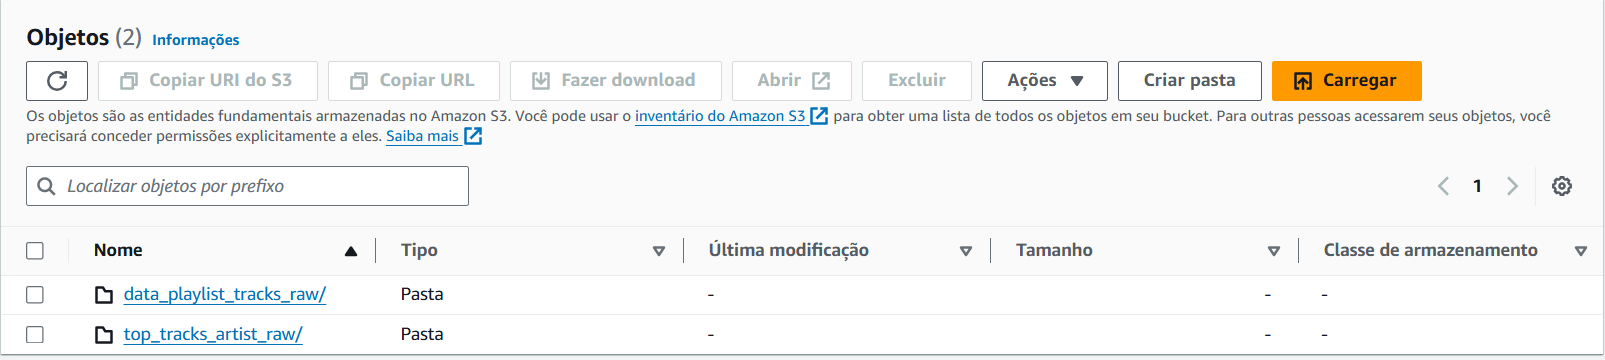 Objetos (2) Informações
Copiar URI do S3 Copiar URL Fazer download Abrir Excluir Ações Criar pasta Carregar
Os objetos são as entidades fundamentais armazenadas no Amazon S3. Você pode usar o inventário do Amazon S3 para obter uma lista de todos os objetos em seu bucket. Para outras pessoas acessarem seus objetos, você
precisará conceder permissões explicitamente a eles. Saiba mais
Localizar objetos por prefixo 1
Nome Tipo Última modificação Tamanho Classe de armazenamento
data_playlist_tracks_raw/ Pasta - - -
top_tracks_artist_raw/ Pasta - - -